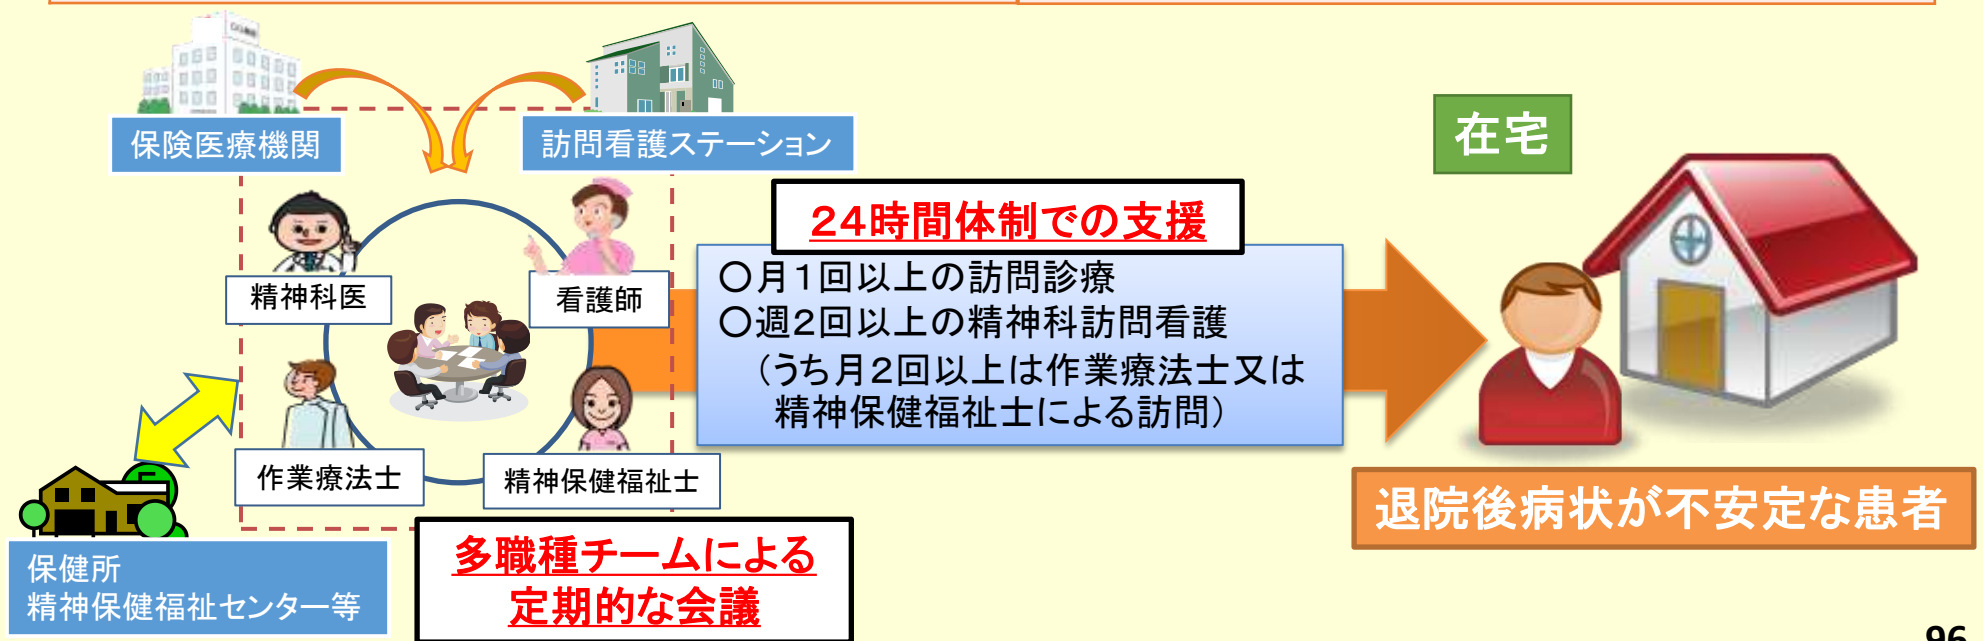 保険医療機関
訪問看護ステーション
在宅
24時間体制での支援
○月1回以上の訪問診療
○週2回以上の精神科訪問看護
(うち月2回以上は作業療法士又は
精神保健福祉士による訪問)
精神科医
看護師
作業療法士
精神保健福祉士
保健所
精神保健福祉センター等
多職種チームによる
定期的な会議
退院後病状が不安定な患者
96